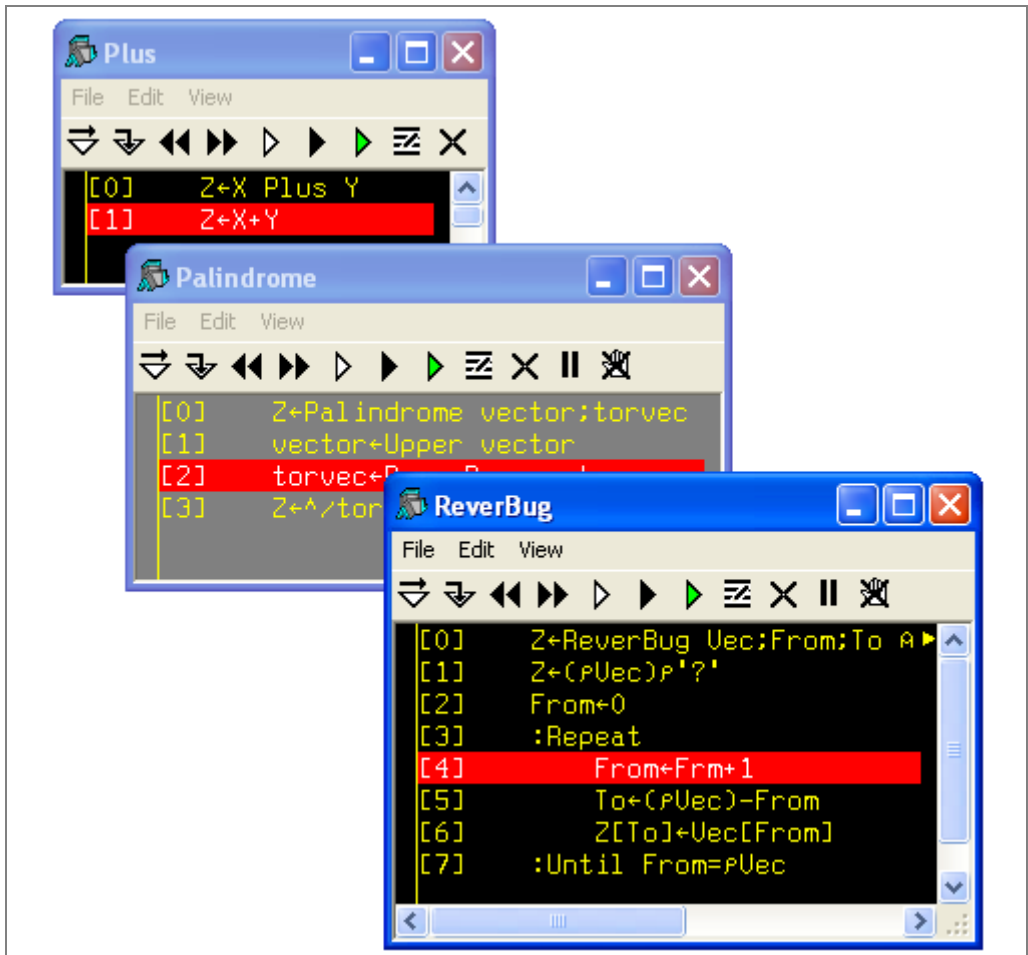 Plus
File Edit View
[0] Z←X Plus Y
[1] Z←X+Y
Palindrome
File Edit View
[0] Z←Palindrome vector;torvec
[1] vector←Upper vector
[2] torvec←
[3] Z←^/tor
ReverBug
File Edit View
[0] Z←ReverBug Vec;From;To ⍝
[1] Z←(⍴Vec)⍴'?'
[2] From←0
[3] :Repeat
[4] From←Frm+1
[5] To←(⍴Vec)-From
[6] Z[To]←Vec[From]
[7] :Until From=⍴Vec